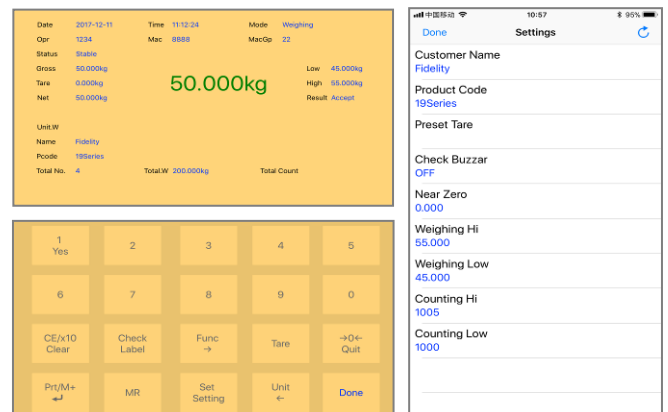 Date 2017-12-11 Time 11:12:24 Mode Weighing
Opr 1234 Mac 8888 MacGp 22
Status Stable
Gross 50.000kg Low 45.000kg
50.000kg
Tare 0.000kg High 55.000kg
Net 50.000kg Result Accept
Unit.W
Name Fidelity
Pcode 19Series
Total No. 4 Total.W 200.000kg Total Count
1 2 3 4 5
Yes
6 7 8 9 0
CE/x10 Check Func Tare →0←
Clear Label → Quit
Prt/M+ MR Set Unit Done
↵ Setting ←
中国移动 10:57 95%
Done Settings
Customer Name
Fidelity
Product Code
19Series
Preset Tare
Check Buzzar
OFF
Near Zero
0.000
Weighing Hi
55.000
Weighing Low
45.000
Counting Hi
1005
Counting Low
1000